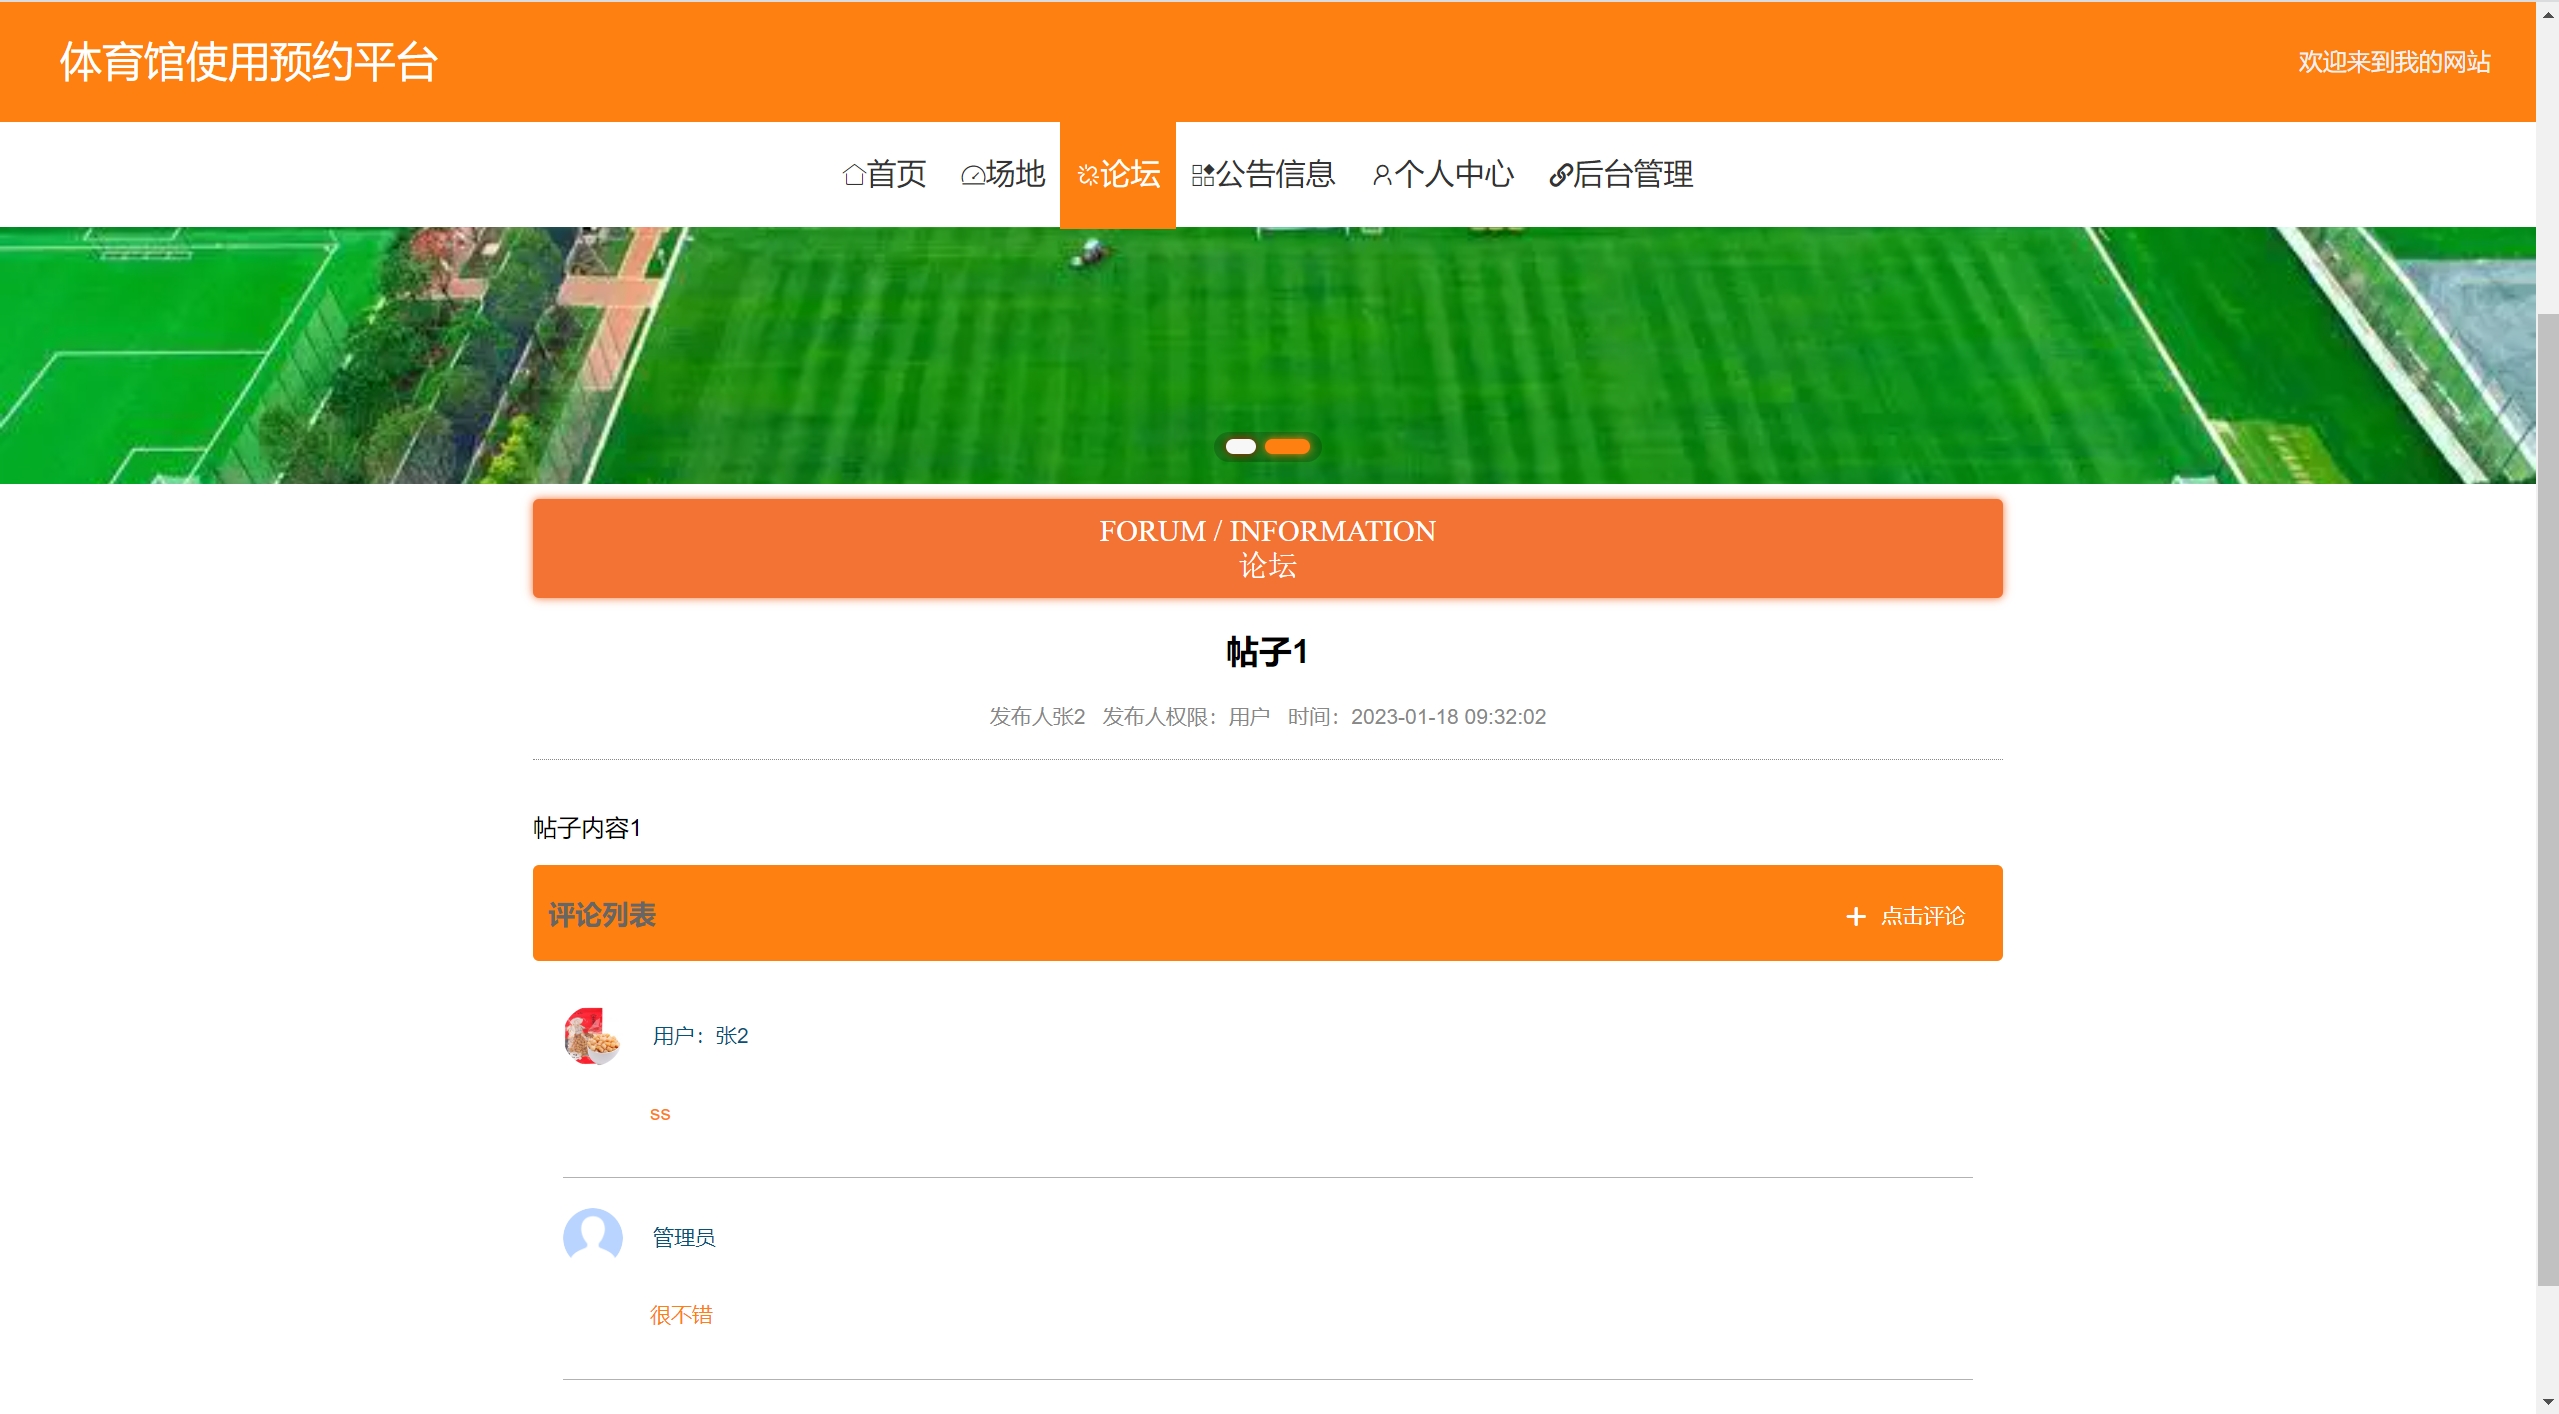 体育馆使用预约平台
欢迎来到我的网站
首页 场地 论坛 公告信息 个人中心 后台管理
FORUM / INFORMATION
论坛
帖子1
发布人张2 发布人权限：用户 时间：2023-01-18 09:32:02
帖子内容1
评论列表
点击评论
用户：张2
ss
管理员
很不错